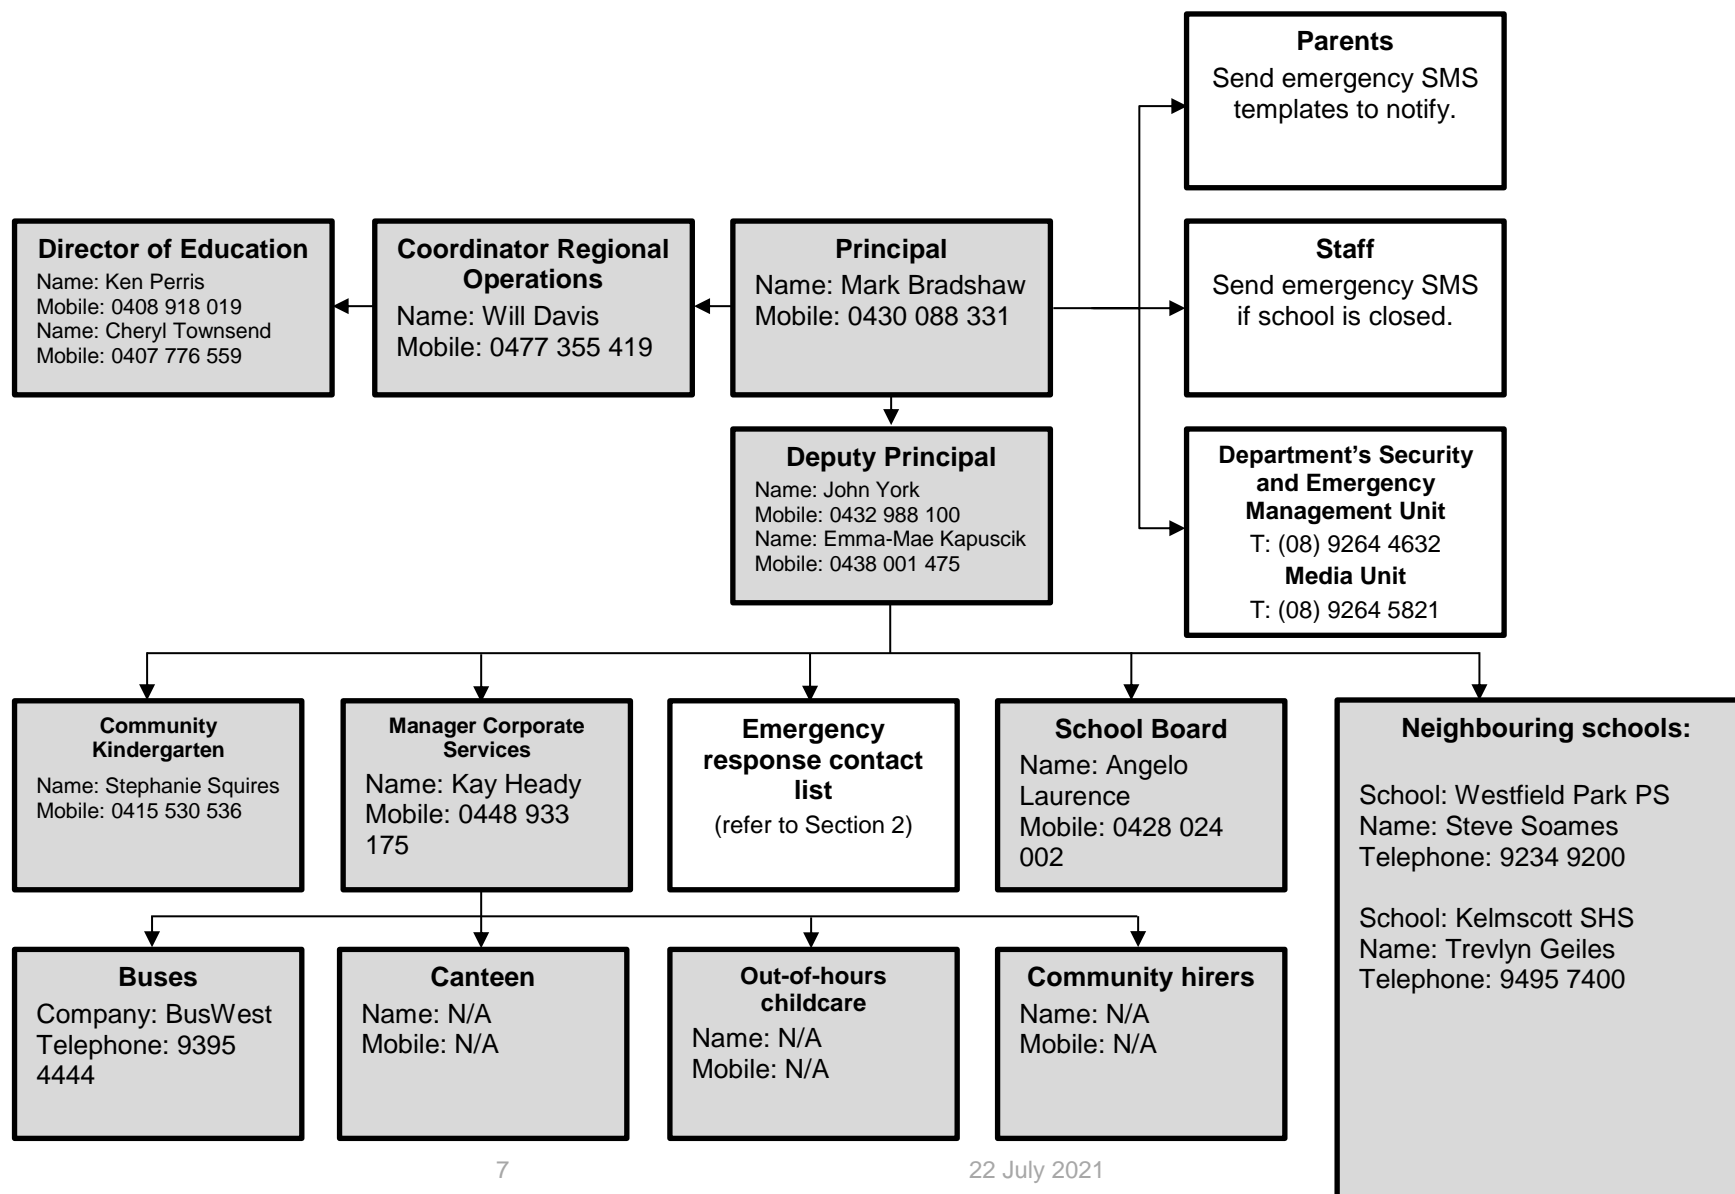 Parents
Send emergency SMS
templates to notify.
Director of Education
Name: Ken Perris
Mobile: 0408 918 019
Name: Cheryl Townsend
Mobile: 0407 776 559
Coordinator Regional
Operations
Name: Will Davis
Mobile: 0477 355 419
Principal
Name: Mark Bradshaw
Mobile: 0430 088 331
Staff
Send emergency SMS
if school is closed.
Deputy Principal
Name: John York
Mobile: 0432 988 100
Name: Emma-Mae Kapuscik
Mobile: 0438 001 475
Department’s Security
and Emergency
Management Unit
T: (08) 9264 4632
Media Unit
T: (08) 9264 5821
Community
Kindergarten
Name: Stephanie Squires
Mobile: 0415 530 536
Manager Corporate
Services
Name: Kay Heady
Mobile: 0448 933
175
Emergency
response contact
list
(refer to Section 2)
School Board
Name: Angelo
Laurence
Mobile: 0428 024
002
Neighbouring schools:
School: Westfield Park PS
Name: Steve Soames
Telephone: 9234 9200
School: Kelmscott SHS
Name: Trevlyn Geiles
Telephone: 9495 7400
Buses
Company: BusWest
Telephone: 9395
4444
Canteen
Name: N/A
Mobile: N/A
Out-of-hours
childcare
Name: N/A
Mobile: N/A
Community hirers
Name: N/A
Mobile: N/A
7
22 July 2021